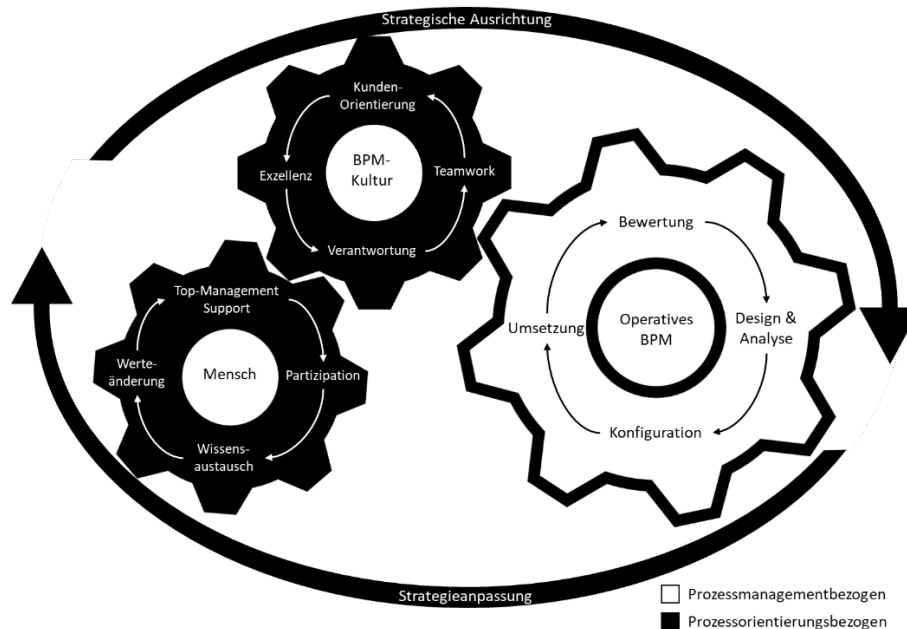 Strategische Ausrichtung
Kunden-
Orientierung
BPM-
Kultur
Exzellenz
Teamwork
Verantwortung
Bewertung
Top-Management
Support
Umsetzung
Operatives
BPM
Design &
Analyse
Werte-
änderung
Mensch
Partizipation
Konfiguration
Wissens-
austausch
Strategieanpassung
Prozessmanagementbezogen
Prozessorientierungsbezogen